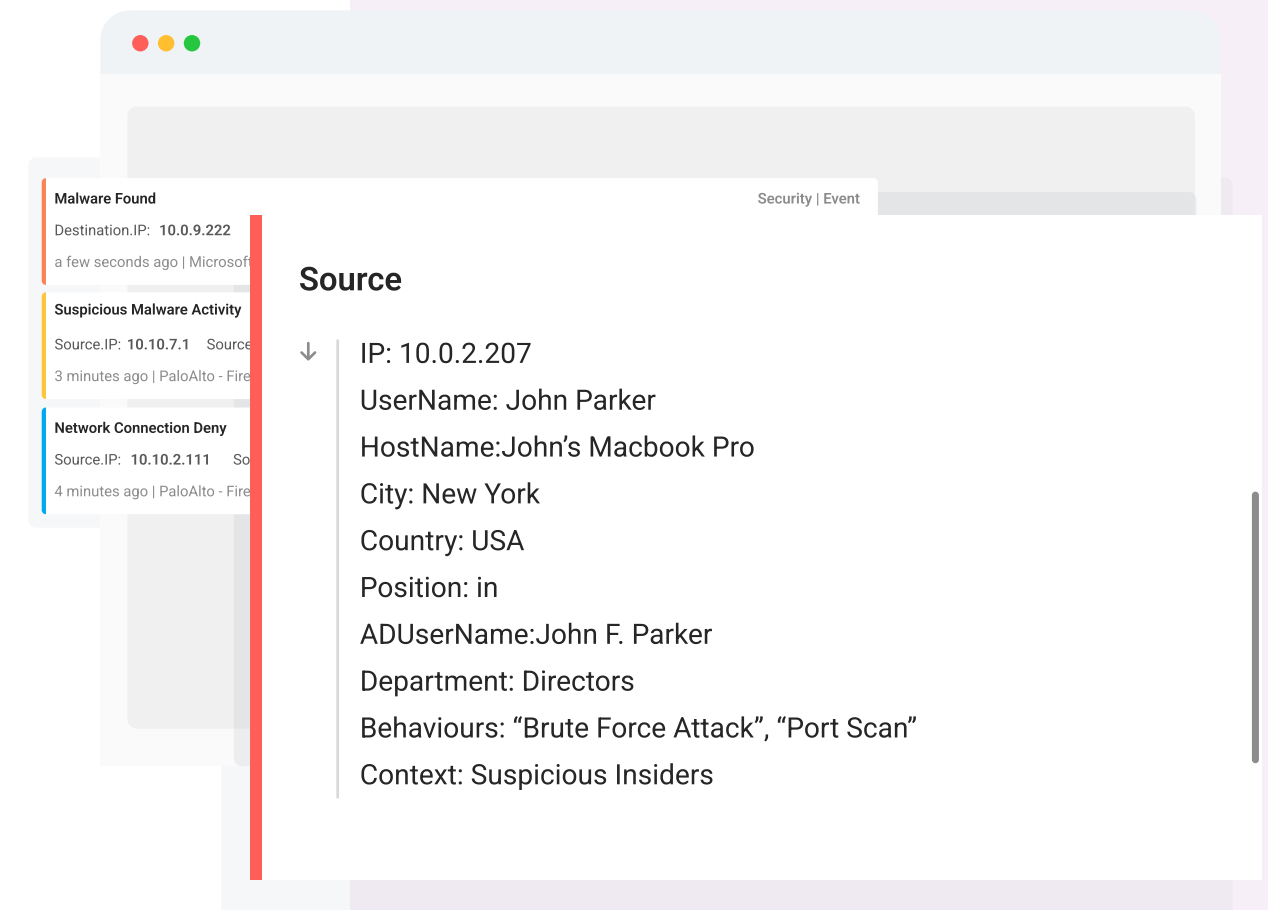 Malware Found
Security | Event
Destination.IP: 10.0.9.222
a few seconds ago | Microsoft
Suspicious Malware Activity
Source.IP: 10.10.7.1 Source
3 minutes ago | PaloAlto - Fire
Network Connection Deny
Source.IP: 10.10.2.111 So
4 minutes ago | PaloAlto - Fire
Source
IP: 10.0.2.207
UserName: John Parker
HostName:John’s Macbook Pro
City: New York
Country: USA
Position: in
ADUserName:John F. Parker
Department: Directors
Behaviours: “Brute Force Attack”, “Port Scan”
Context: Suspicious Insiders